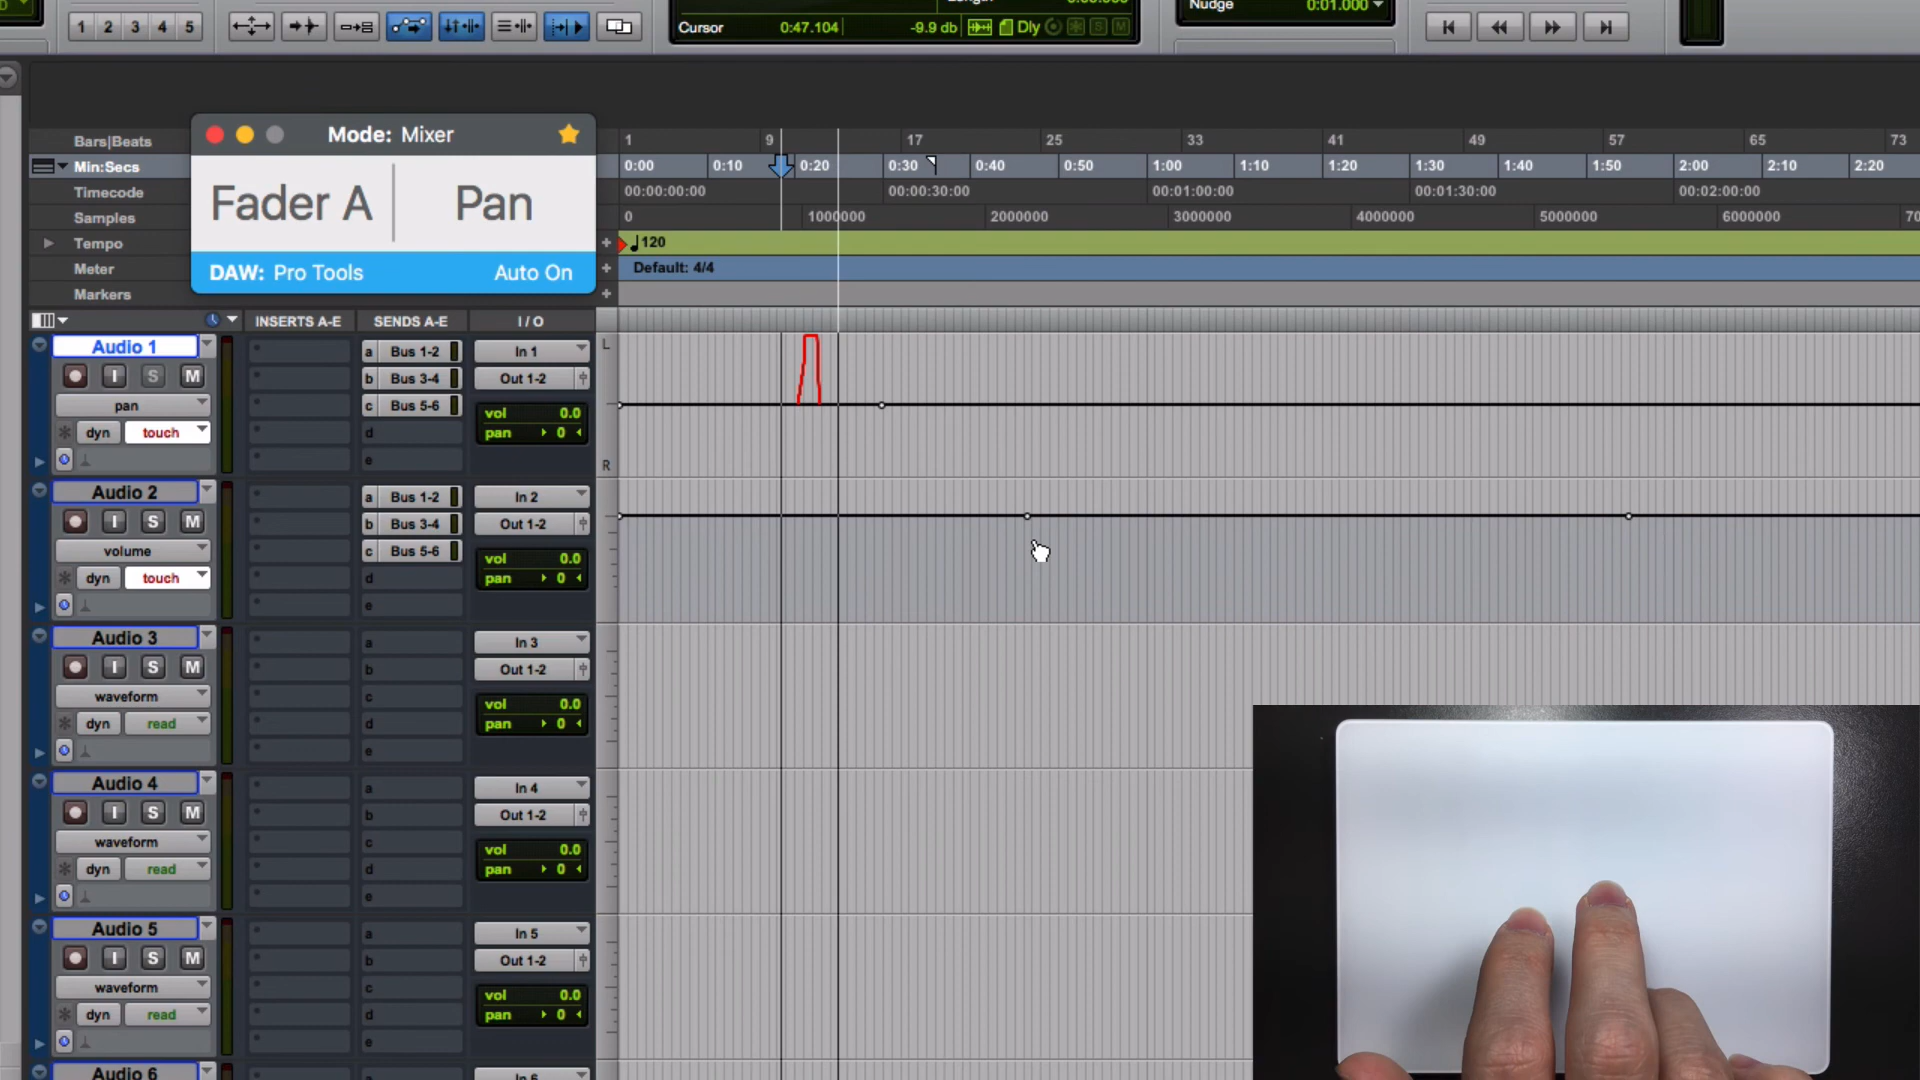 1 2 3 4 5
Cursor 0:47.104 -9.9 db Dly S M
Nudge 0:01.000
Mode: Mixer
Fader A Pan
DAW: Pro Tools Auto On
Bars|Beats 1 9 17 25 33 41 49 57 65 73
Min:Secs 0:00 0:10 0:20 0:30 0:40 0:50 1:00 1:10 1:20 1:30 1:40 1:50 2:00 2:10 2:20
Timecode 00:00:00:00 00:00:30:00 00:01:00:00 00:01:30:00 00:02:00:00
Samples 0 1000000 2000000 3000000 4000000 5000000 6000000 70
Tempo + 120
Meter + Default: 4/4
Markers +
INSERTS A-E SENDS A-E I / O
Audio 1 a Bus 1-2 In 1 L
I S M b Bus 3-4 Out 1-2
pan c Bus 5-6 vol 0.0
dyn touch d pan 0
e R
Audio 2 a Bus 1-2 In 2
I S M b Bus 3-4 Out 1-2
volume c Bus 5-6 vol 0.0
dyn touch d pan 0
e
Audio 3 a In 3
I S M b Out 1-2
waveform c vol 0.0
dyn read d pan 0
e
Audio 4 a In 4
I S M b Out 1-2
waveform c vol 0.0
dyn read d pan 0
e
Audio 5 a In 5
I S M b Out 1-2
waveform c vol 0.0
dyn read d pan 0
e
Audio 6 a In 6